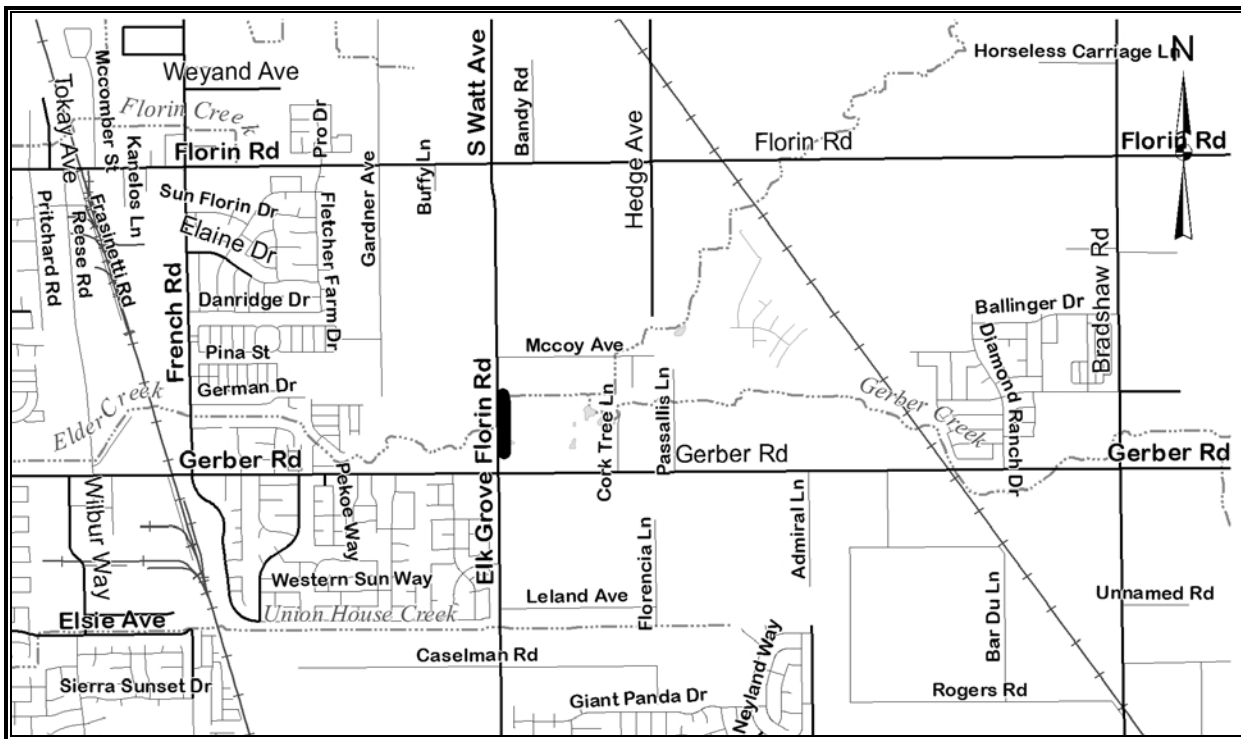 N
Horseless Carriage Ln
S Watt Ave
Mccomber St
Weyand Ave
Tokay Ave
Florin Creek
Pro Dr
Bandy Rd
Hedge Ave
Kanelos Ln
Florin Rd
Florin Rd
Florin Rd
Gardner Ave
Buffy Ln
Sun Florin Dr
Elaine Dr
Fletcher Farm Dr
Pritchard Rd
Reese Rd
Frasinetti Rd
French Rd
Danridge Dr
Bradshaw Rd
Ballinger Dr
Diamond Ranch Dr
Pina St
Mccoy Ave
German Dr
Elk Grove Florin Rd
Cork Tree Ln
Passallis Ln
Gerber Creek
Elder Creek
Gerber Rd
Gerber Rd
Gerber Rd
Pekoe Way
Wilbur Way
Admiral Ln
Florencia Ln
Western Sun Way
Leland Ave
Union House Creek
Unnamed Rd
Bar Du Ln
Elsie Ave
Caselman Rd
Neyland Way
Sierra Sunset Dr
Giant Panda Dr
Rogers Rd